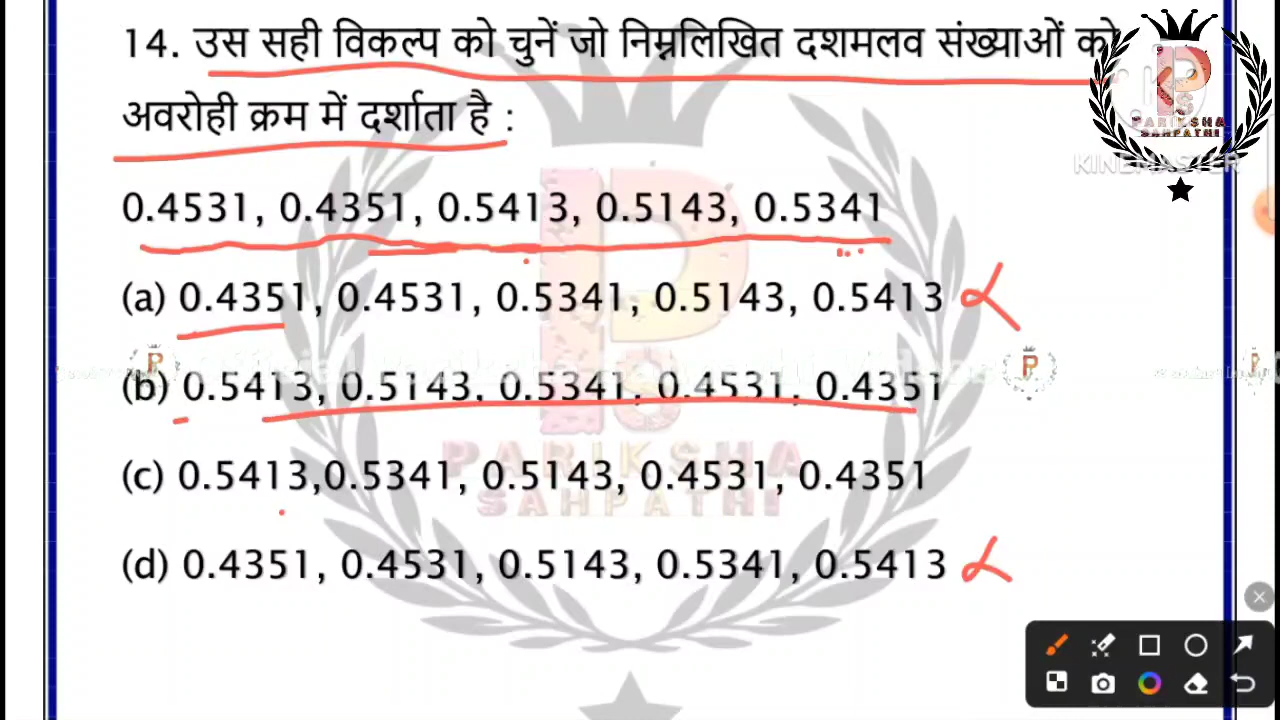 14. उस सही विकल्प को चुनें जो निम्नलिखित दशमलव संख्याओं को
अवरोही क्रम में दर्शाता है :
0.4531, 0.4351, 0.5413, 0.5143, 0.5341
(a) 0.4351, 0.4531, 0.5341, 0.5143, 0.5413
(b) 0.5413, 0.5143, 0.5341, 0.4531, 0.4351
(c) 0.5413,0.5341, 0.5143, 0.4531, 0.4351
(d) 0.4351, 0.4531, 0.5143, 0.5341, 0.5413
PARIKSHA
SAHPATHI
KINEMASTER
PARIKSHA
SAHPATHI